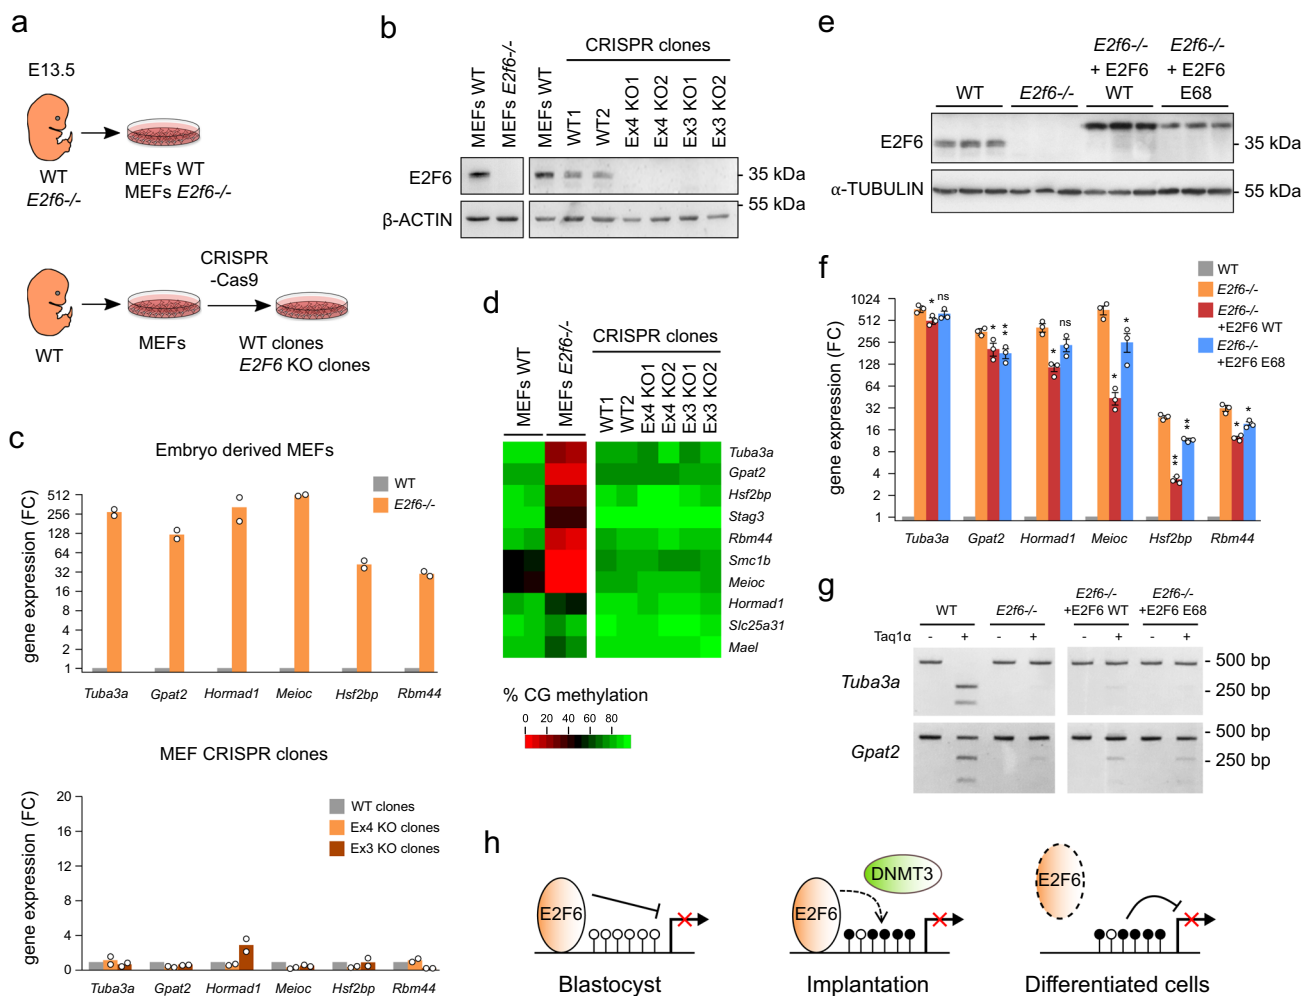 a
E13.5
WT
E2f6-/-
MEFs WT
MEFs E2f6-/-
CRISPR
-Cas9
WT
MEFs
WT clones
E2F6 KO clones
b
CRISPR clones
MEFs WT
MEFs E2f6-/-
MEFs WT
WT1
WT2
Ex4 KO1
Ex4 KO2
Ex3 KO1
Ex3 KO2
E2F6
- 35 kDa
- 55 kDa
β-ACTIN
c
Embryo derived MEFs
gene expression (FC)
512
256
128
64
32
16
8
4
2
1
WT
E2f6-/-
Tuba3a Gpat2 Hormad1 Meioc Hsf2bp Rbm44
MEF CRISPR clones
gene expression (FC)
20
16
12
8
4
0
WT clones
Ex4 KO clones
Ex3 KO clones
Tuba3a Gpat2 Hormad1 Meioc Hsf2bp Rbm44
d
MEFs WT
MEFs E2f6-/-
CRISPR clones
WT1
WT2
Ex4 KO1
Ex4 KO2
Ex3 KO1
Ex3 KO2
Tuba3a
Gpat2
Hsf2bp
Stag3
Rbm44
Smc1b
Meioc
Hormad1
Slc25a31
Mael
% CG methylation
0 20 40 60 80
e
WT
E2f6-/-
E2f6-/-
+ E2F6
WT
E2f6-/-
+ E2F6
E68
E2F6
- 35 kDa
α-TUBULIN
- 55 kDa
f
gene expression (FC)
1024
512
256
128
64
32
16
8
4
2
1
WT
E2f6-/-
E2f6-/-
+E2F6 WT
E2f6-/-
+E2F6 E68
* ns
* **
* ns
* *
** **
* *
Tuba3a Gpat2 Hormad1 Meioc Hsf2bp Rbm44
g
WT
E2f6-/-
E2f6-/-
+E2F6 WT
E2f6-/-
+E2F6 E68
Taq1α - + - + - + - +
Tuba3a
- 500 bp
- 250 bp
Gpat2
- 500 bp
- 250 bp
h
E2F6
Blastocyst
E2F6
DNMT3
Implantation
E2F6
Differentiated cells